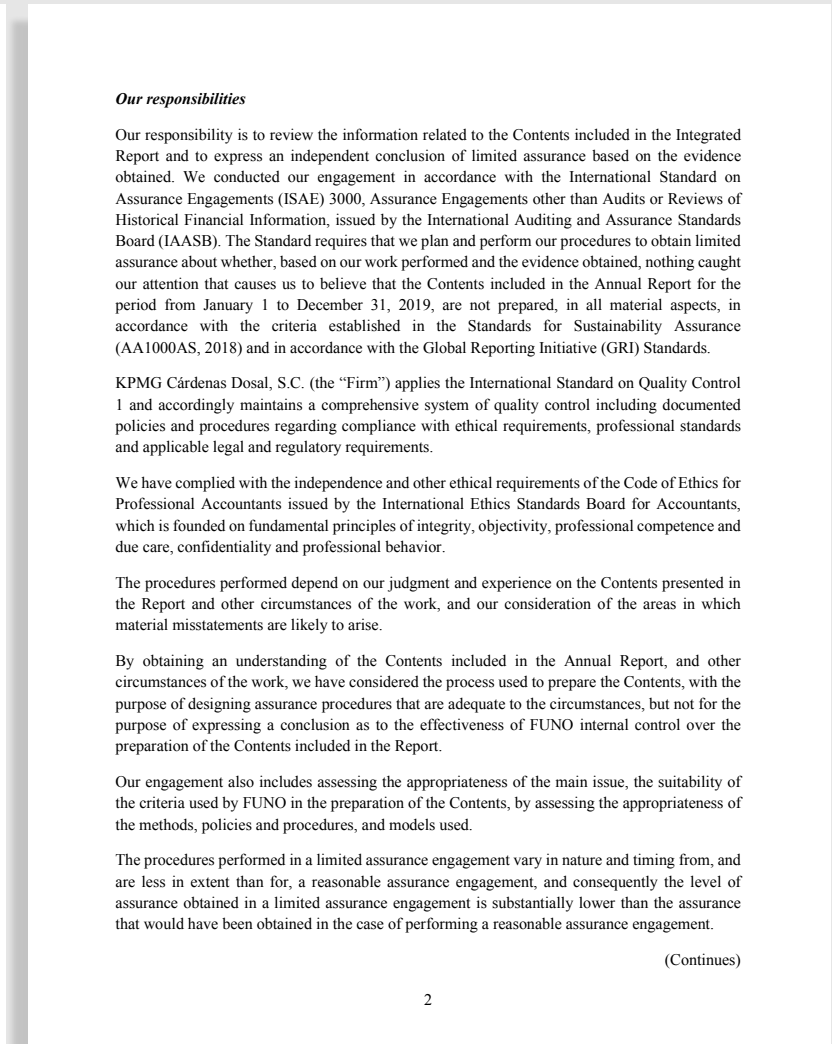 Our responsibilities
Our responsibility is to review the information related to the Contents included in the Integrated
Report and to express an independent conclusion of limited assurance based on the evidence
obtained. We conducted our engagement in accordance with the International Standard on
Assurance Engagements (ISAE) 3000, Assurance Engagements other than Audits or Reviews of
Historical Financial Information, issued by the International Auditing and Assurance Standards
Board (IAASB). The Standard requires that we plan and perform our procedures to obtain limited
assurance about whether, based on our work performed and the evidence obtained, nothing caught
our attention that causes us to believe that the Contents included in the Annual Report for the
period from January 1 to December 31, 2019, are not prepared, in all material aspects, in
accordance with the criteria established in the Standards for Sustainability Assurance
(AA1000AS, 2018) and in accordance with the Global Reporting Initiative (GRI) Standards.
KPMG Cárdenas Dosal, S.C. (the “Firm”) applies the International Standard on Quality Control
1 and accordingly maintains a comprehensive system of quality control including documented
policies and procedures regarding compliance with ethical requirements, professional standards
and applicable legal and regulatory requirements.
We have complied with the independence and other ethical requirements of the Code of Ethics for
Professional Accountants issued by the International Ethics Standards Board for Accountants,
which is founded on fundamental principles of integrity, objectivity, professional competence and
due care, confidentiality and professional behavior.
The procedures performed depend on our judgment and experience on the Contents presented in
the Report and other circumstances of the work, and our consideration of the areas in which
material misstatements are likely to arise.
By obtaining an understanding of the Contents included in the Annual Report, and other
circumstances of the work, we have considered the process used to prepare the Contents, with the
purpose of designing assurance procedures that are adequate to the circumstances, but not for the
purpose of expressing a conclusion as to the effectiveness of FUNO internal control over the
preparation of the Contents included in the Report.
Our engagement also includes assessing the appropriateness of the main issue, the suitability of
the criteria used by FUNO in the preparation of the Contents, by assessing the appropriateness of
the methods, policies and procedures, and models used.
The procedures performed in a limited assurance engagement vary in nature and timing from, and
are less in extent than for, a reasonable assurance engagement, and consequently the level of
assurance obtained in a limited assurance engagement is substantially lower than the assurance
that would have been obtained in the case of performing a reasonable assurance engagement.
(Continues)
2